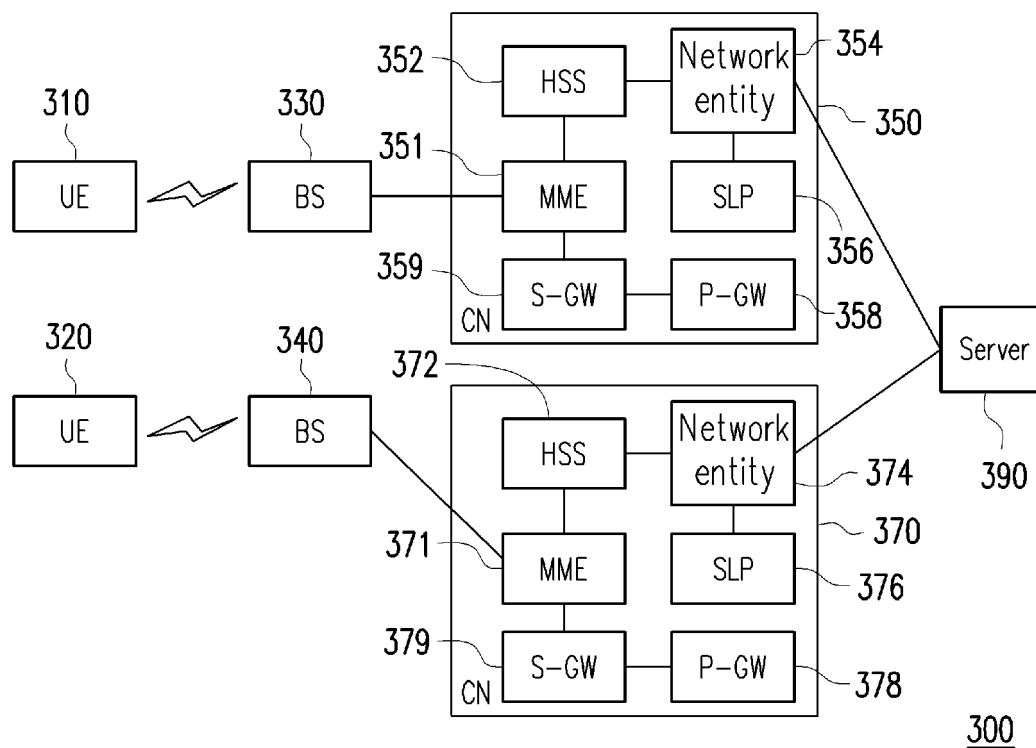 352
HSS
Network
entity
354
310
330
350
351
UE
BS
MME
SLP
356
359
S-GW
P-GW
358
CN
320
340
372
Server
390
UE
BS
HSS
Network
entity
374
370
371
MME
SLP
376
379
S-GW
P-GW
378
CN
300